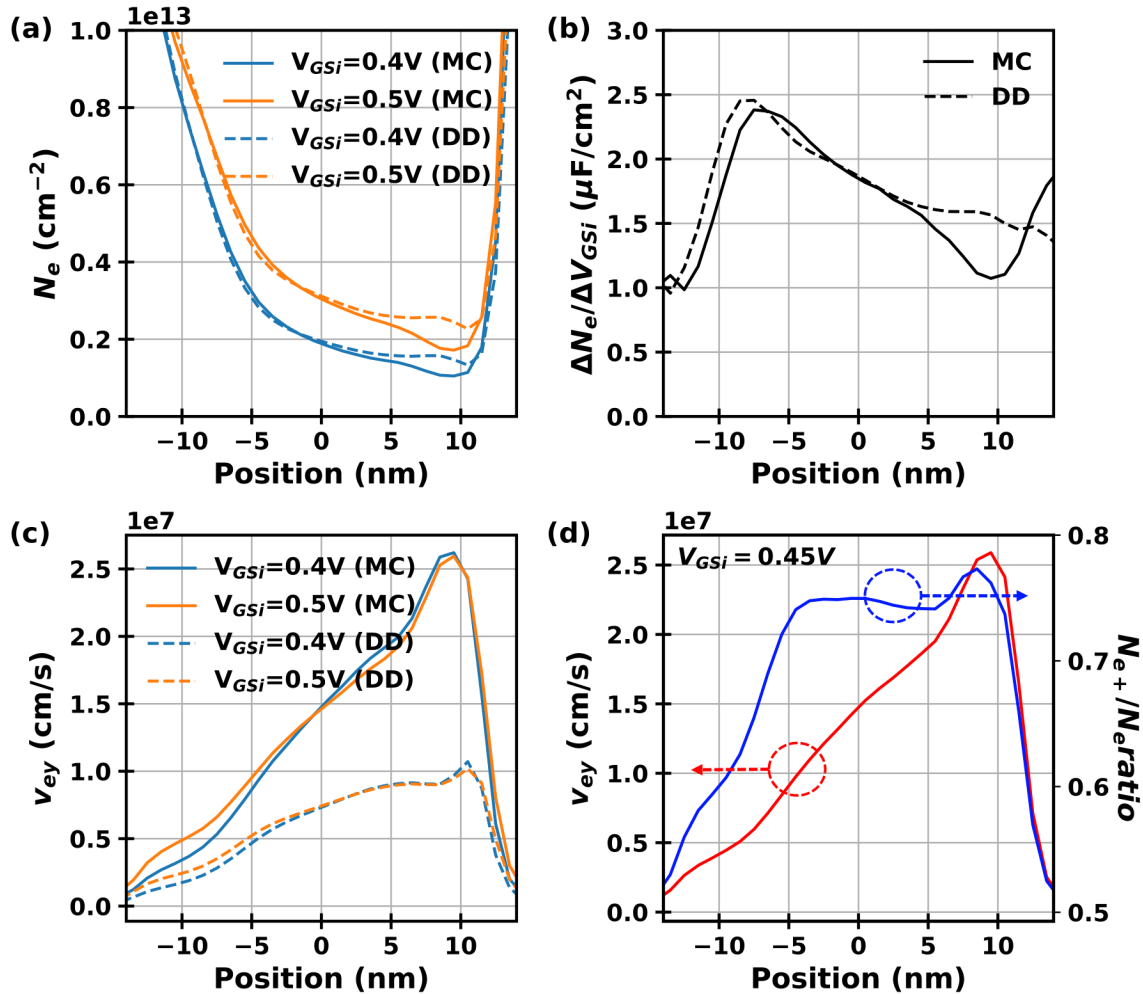 (a)
1e13
V_GSi=0.4V (MC)
V_GSi=0.5V (MC)
V_GSi=0.4V (DD)
V_GSi=0.5V (DD)
1.0
0.8
0.6
0.4
0.2
0.0
N_e (cm⁻²)
−10 −5 0 5 10
Position (nm)
(b)
MC
DD
3.0
2.5
2.0
1.5
1.0
0.5
0.0
ΔN_e/ΔV_GSi (μF/cm²)
−10 −5 0 5 10
Position (nm)
(c)
1e7
V_GSi=0.4V (MC)
V_GSi=0.5V (MC)
V_GSi=0.4V (DD)
V_GSi=0.5V (DD)
2.5
2.0
1.5
1.0
0.5
0.0
v_ey (cm/s)
−10 −5 0 5 10
Position (nm)
(d)
1e7
V_GSi = 0.45V
2.5
2.0
1.5
1.0
0.5
0.0
v_ey (cm/s)
0.8
0.7
0.6
0.5
N_e+/N_e ratio
−10 −5 0 5 10
Position (nm)